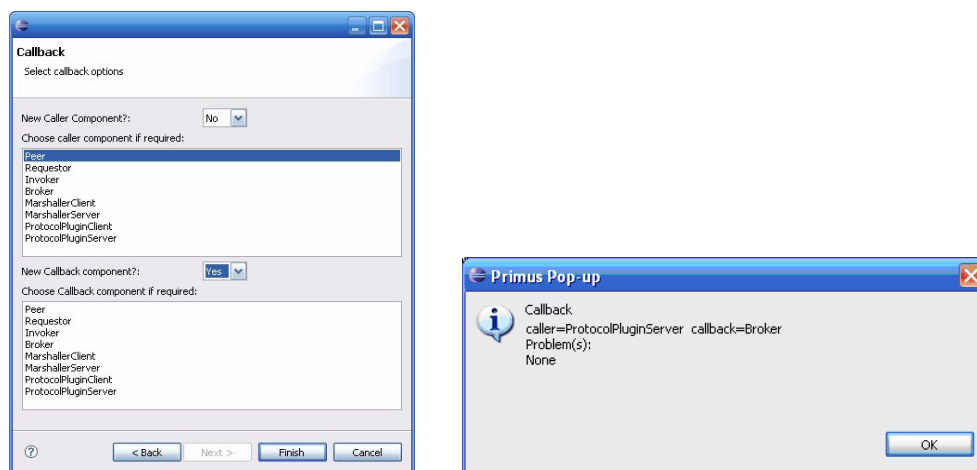 Callback
Select callback options
New Caller Component?: No
Choose caller component if required:
Peer
Requestor
Invoker
Broker
MarshallerClient
MarshallerServer
ProtocolPluginClient
ProtocolPluginServer
New Callback component?: Yes
Choose Callback component if required:
Peer
Requestor
Invoker
Broker
MarshallerClient
MarshallerServer
ProtocolPluginClient
ProtocolPluginServer
? < Back Next > Finish Cancel
Primus Pop-up
Callback
caller=ProtocolPluginServer callback=Broker
Problem(s):
None
OK